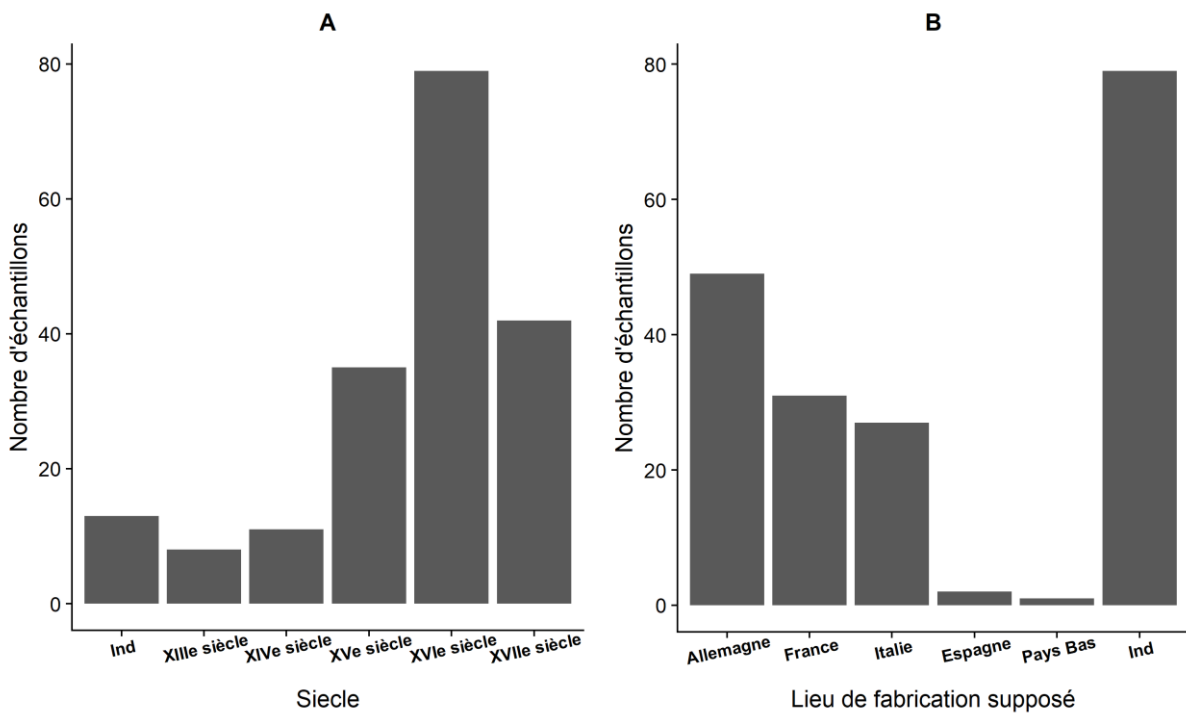 A
80
60
40
20
0
Nombre d'échantillons
Ind
XIIIe siècle
XIVe siècle
XVe siècle
XVIe siècle
XVIIe siècle
Siecle
B
80
60
40
20
0
Nombre d'échantillons
Allemagne
France
Italie
Espagne
Pays Bas
Ind
Lieu de fabrication supposé